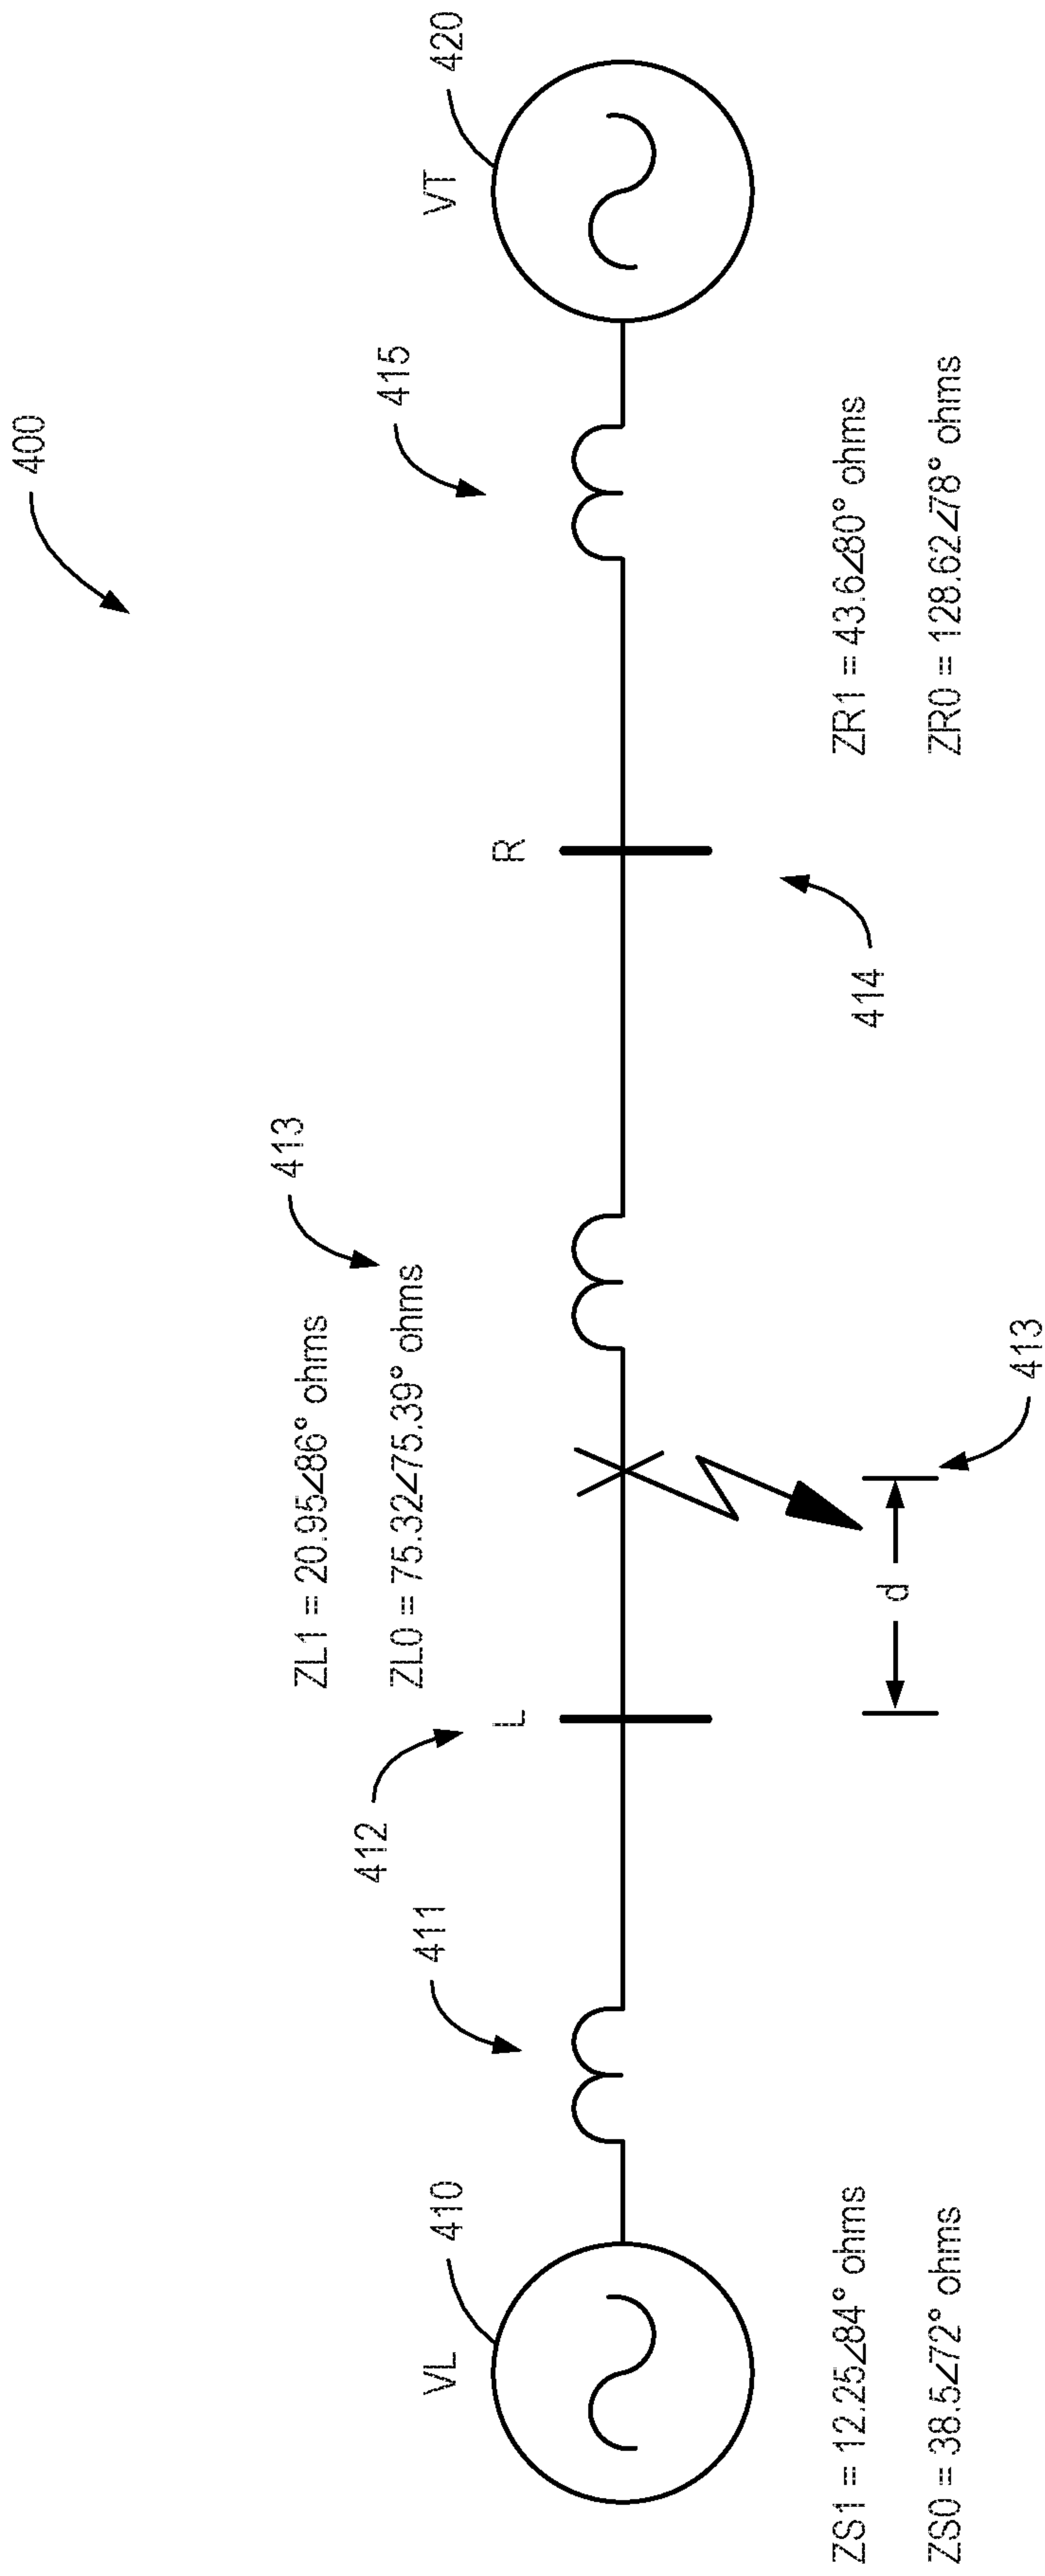 400
ZL1 = 20.95∠86° ohms
ZL0 = 75.32∠75.39° ohms
413
VL
410
411
412
L
R
415
VT
420
ZS1 = 12.25∠84° ohms
ZS0 = 38.5∠72° ohms
d
413
414
ZR1 = 43.6∠80° ohms
ZR0 = 128.62∠78° ohms